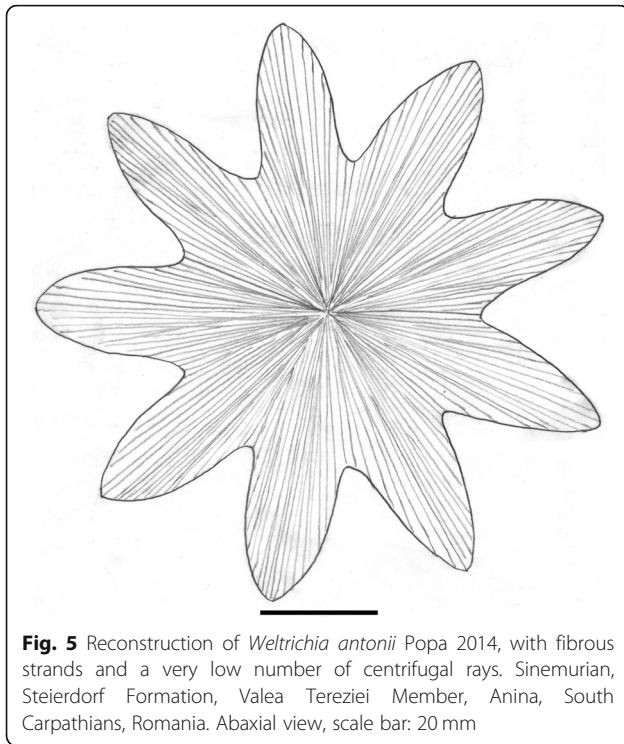 Fig. 5 Reconstruction of Weltrichia antonii Popa 2014, with fibrous
strands and a very low number of centrifugal rays. Sinemurian,
Steierdorf Formation, Valea Tereziei Member, Anina, South
Carpathians, Romania. Abaxial view, scale bar: 20 mm